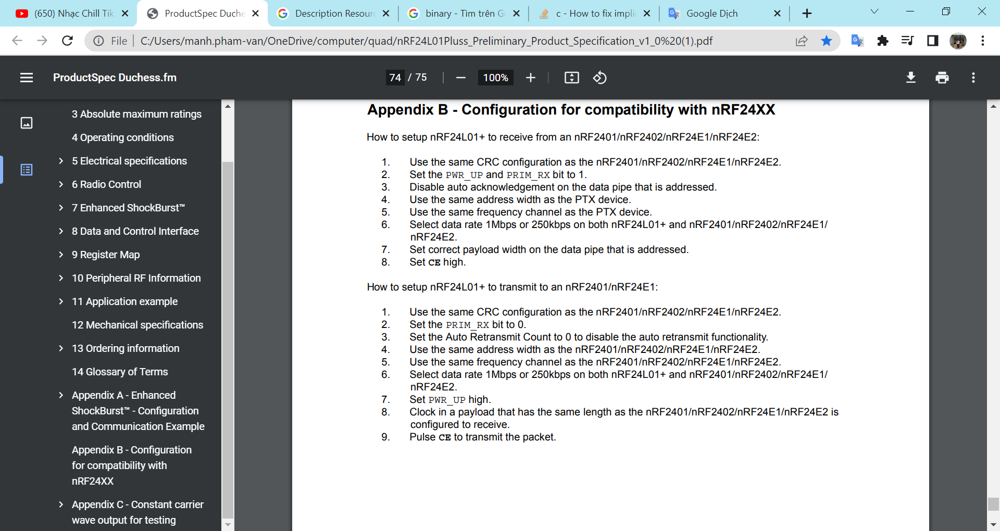 (650) Nhạc Chill Tik
ProductSpec Duche
Description Resourc
binary - Tìm trên Go
c - How to fix implic
Google Dịch
File
C:/Users/manh.pham-van/OneDrive/computer/quad/nRF24L01Pluss_Preliminary_Product_Specification_v1_0%20(1).pdf
ProductSpec Duchess.fm
74 / 75
100%
3 Absolute maximum ratings
4 Operating conditions
5 Electrical specifications
6 Radio Control
7 Enhanced ShockBurst™
8 Data and Control Interface
9 Register Map
10 Peripheral RF Information
11 Application example
12 Mechanical specifications
13 Ordering information
14 Glossary of Terms
Appendix A - Enhanced
ShockBurst™ - Configuration
and Communication Example
Appendix B - Configuration
for compatibility with
nRF24XX
Appendix C - Constant carrier
wave output for testing
Appendix B - Configuration for compatibility with nRF24XX
How to setup nRF24L01+ to receive from an nRF2401/nRF2402/nRF24E1/nRF24E2:
1. Use the same CRC configuration as the nRF2401/nRF2402/nRF24E1/nRF24E2.
2. Set the PWR_UP and PRIM_RX bit to 1.
3. Disable auto acknowledgement on the data pipe that is addressed.
4. Use the same address width as the PTX device.
5. Use the same frequency channel as the PTX device.
6. Select data rate 1Mbps or 250kbps on both nRF24L01+ and nRF2401/nRF2402/nRF24E1/
nRF24E2.
7. Set correct payload width on the data pipe that is addressed.
8. Set CE high.
How to setup nRF24L01+ to transmit to an nRF2401/nRF24E1:
1. Use the same CRC configuration as the nRF2401/nRF2402/nRF24E1/nRF24E2.
2. Set the PRIM_RX bit to 0.
3. Set the Auto Retransmit Count to 0 to disable the auto retransmit functionality.
4. Use the same address width as the nRF2401/nRF2402/nRF24E1/nRF24E2.
5. Use the same frequency channel as the nRF2401/nRF2402/nRF24E1/nRF24E2.
6. Select data rate 1Mbps or 250kbps on both nRF24L01+ and nRF2401/nRF2402/nRF24E1/
nRF24E2.
7. Set PWR_UP high.
8. Clock in a payload that has the same length as the nRF2401/nRF2402/nRF24E1/nRF24E2 is
configured to receive.
9. Pulse CE to transmit the packet.